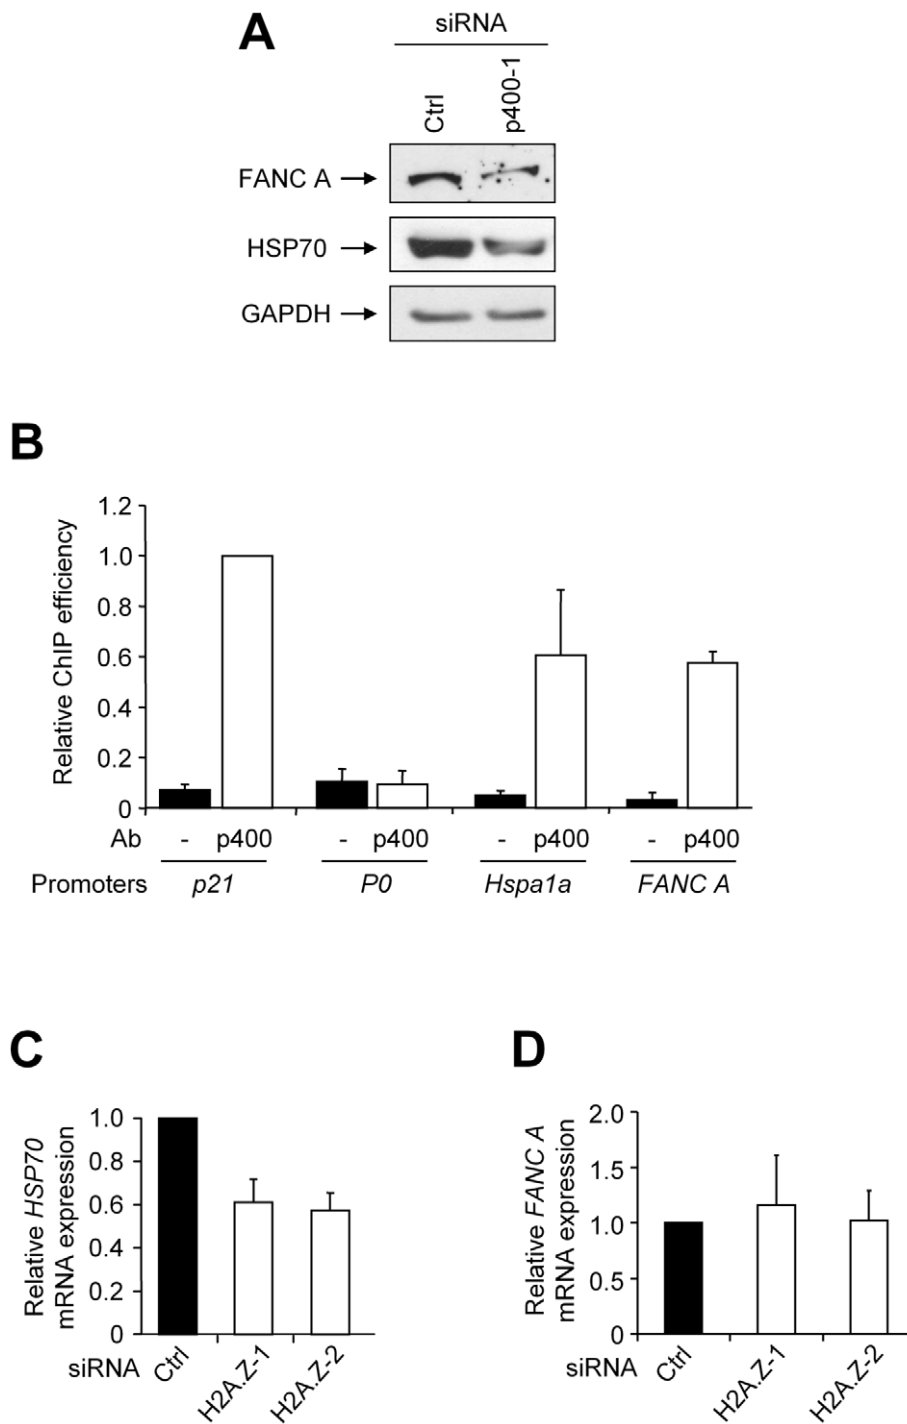 A
siRNA
Ctrl
p400-1
FANC A
HSP70
GAPDH
B
Relative ChIP efficiency
1.2
1.0
0.8
0.6
0.4
0.2
0
Ab - p400 - p400 - p400 - p400
Promoters p21 P0 Hspa1a FANC A
C
Relative HSP70
mRNA expression
1.0
0.8
0.6
0.4
0.2
0
siRNA Ctrl H2A.Z-1 H2A.Z-2
D
Relative FANC A
mRNA expression
2.0
1.5
1.0
0.5
0
siRNA Ctrl H2A.Z-1 H2A.Z-2